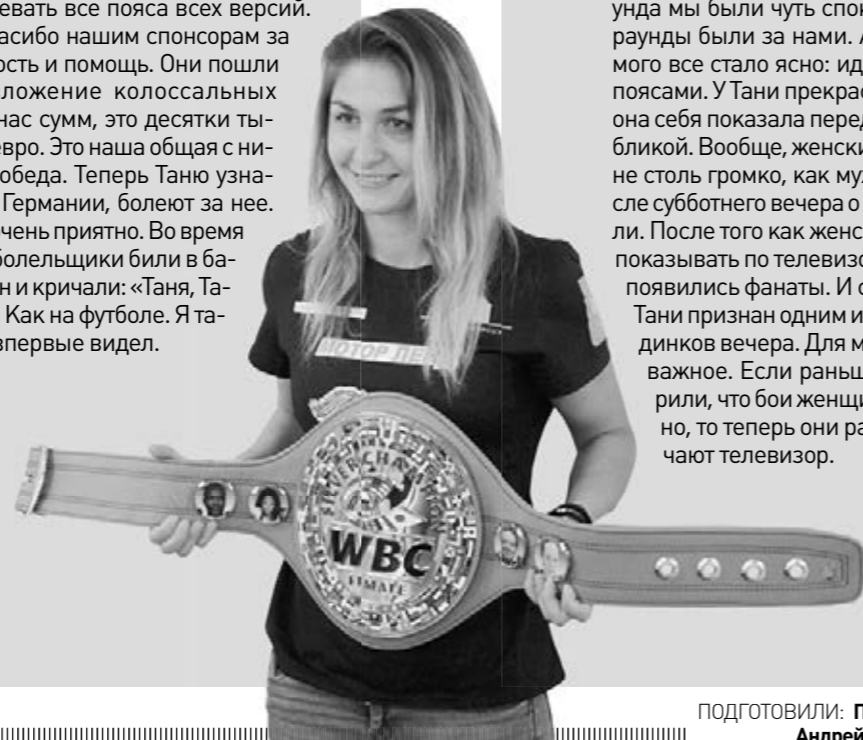 евать все пояса всех версий.
асибо нашим спонсорам за
ость и помощь. Они пошли
ложение колоссальных
нас сумм, это десятки ты-
евро. Это наша общая с ни-
обеда. Теперь Таню узна-
Германии, болеют за нее.
очень приятно. Во время
болельщики били в ба-
н и кричали: «Таня, Та-
Как на футболе. Я та-
впервые видел.
унда мы были чуть спок
раунды были за нами. А
мого все стало ясно: ид
поясами. У Тани прекрас
она себя показала перед
бликой. Вообще, женски
не столь громко, как му
сле субботнего вечера о
ли. После того как женс
показывать по телевизо
появились фанаты. И с
Тани признан одним и
динков вечера. Для м
важное. Если раньш
рили, что бои женщи
но, то теперь они ра
чают телевизор.
МОТОР
SILVER CHAMPION
WBC
FEMALE
ПОДГОТОВИЛИ: П
Андрей